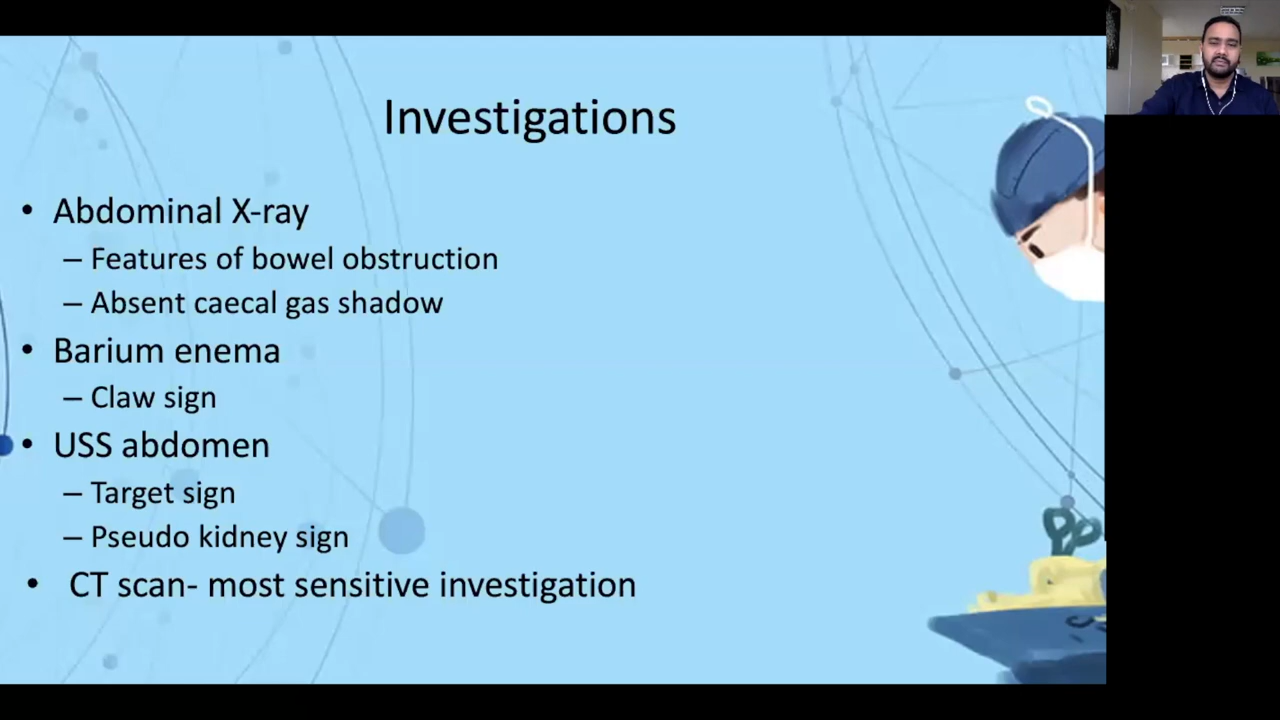 Investigations
• Abdominal X-ray
– Features of bowel obstruction
– Absent caecal gas shadow
• Barium enema
– Claw sign
• USS abdomen
– Target sign
– Pseudo kidney sign
• CT scan- most sensitive investigation